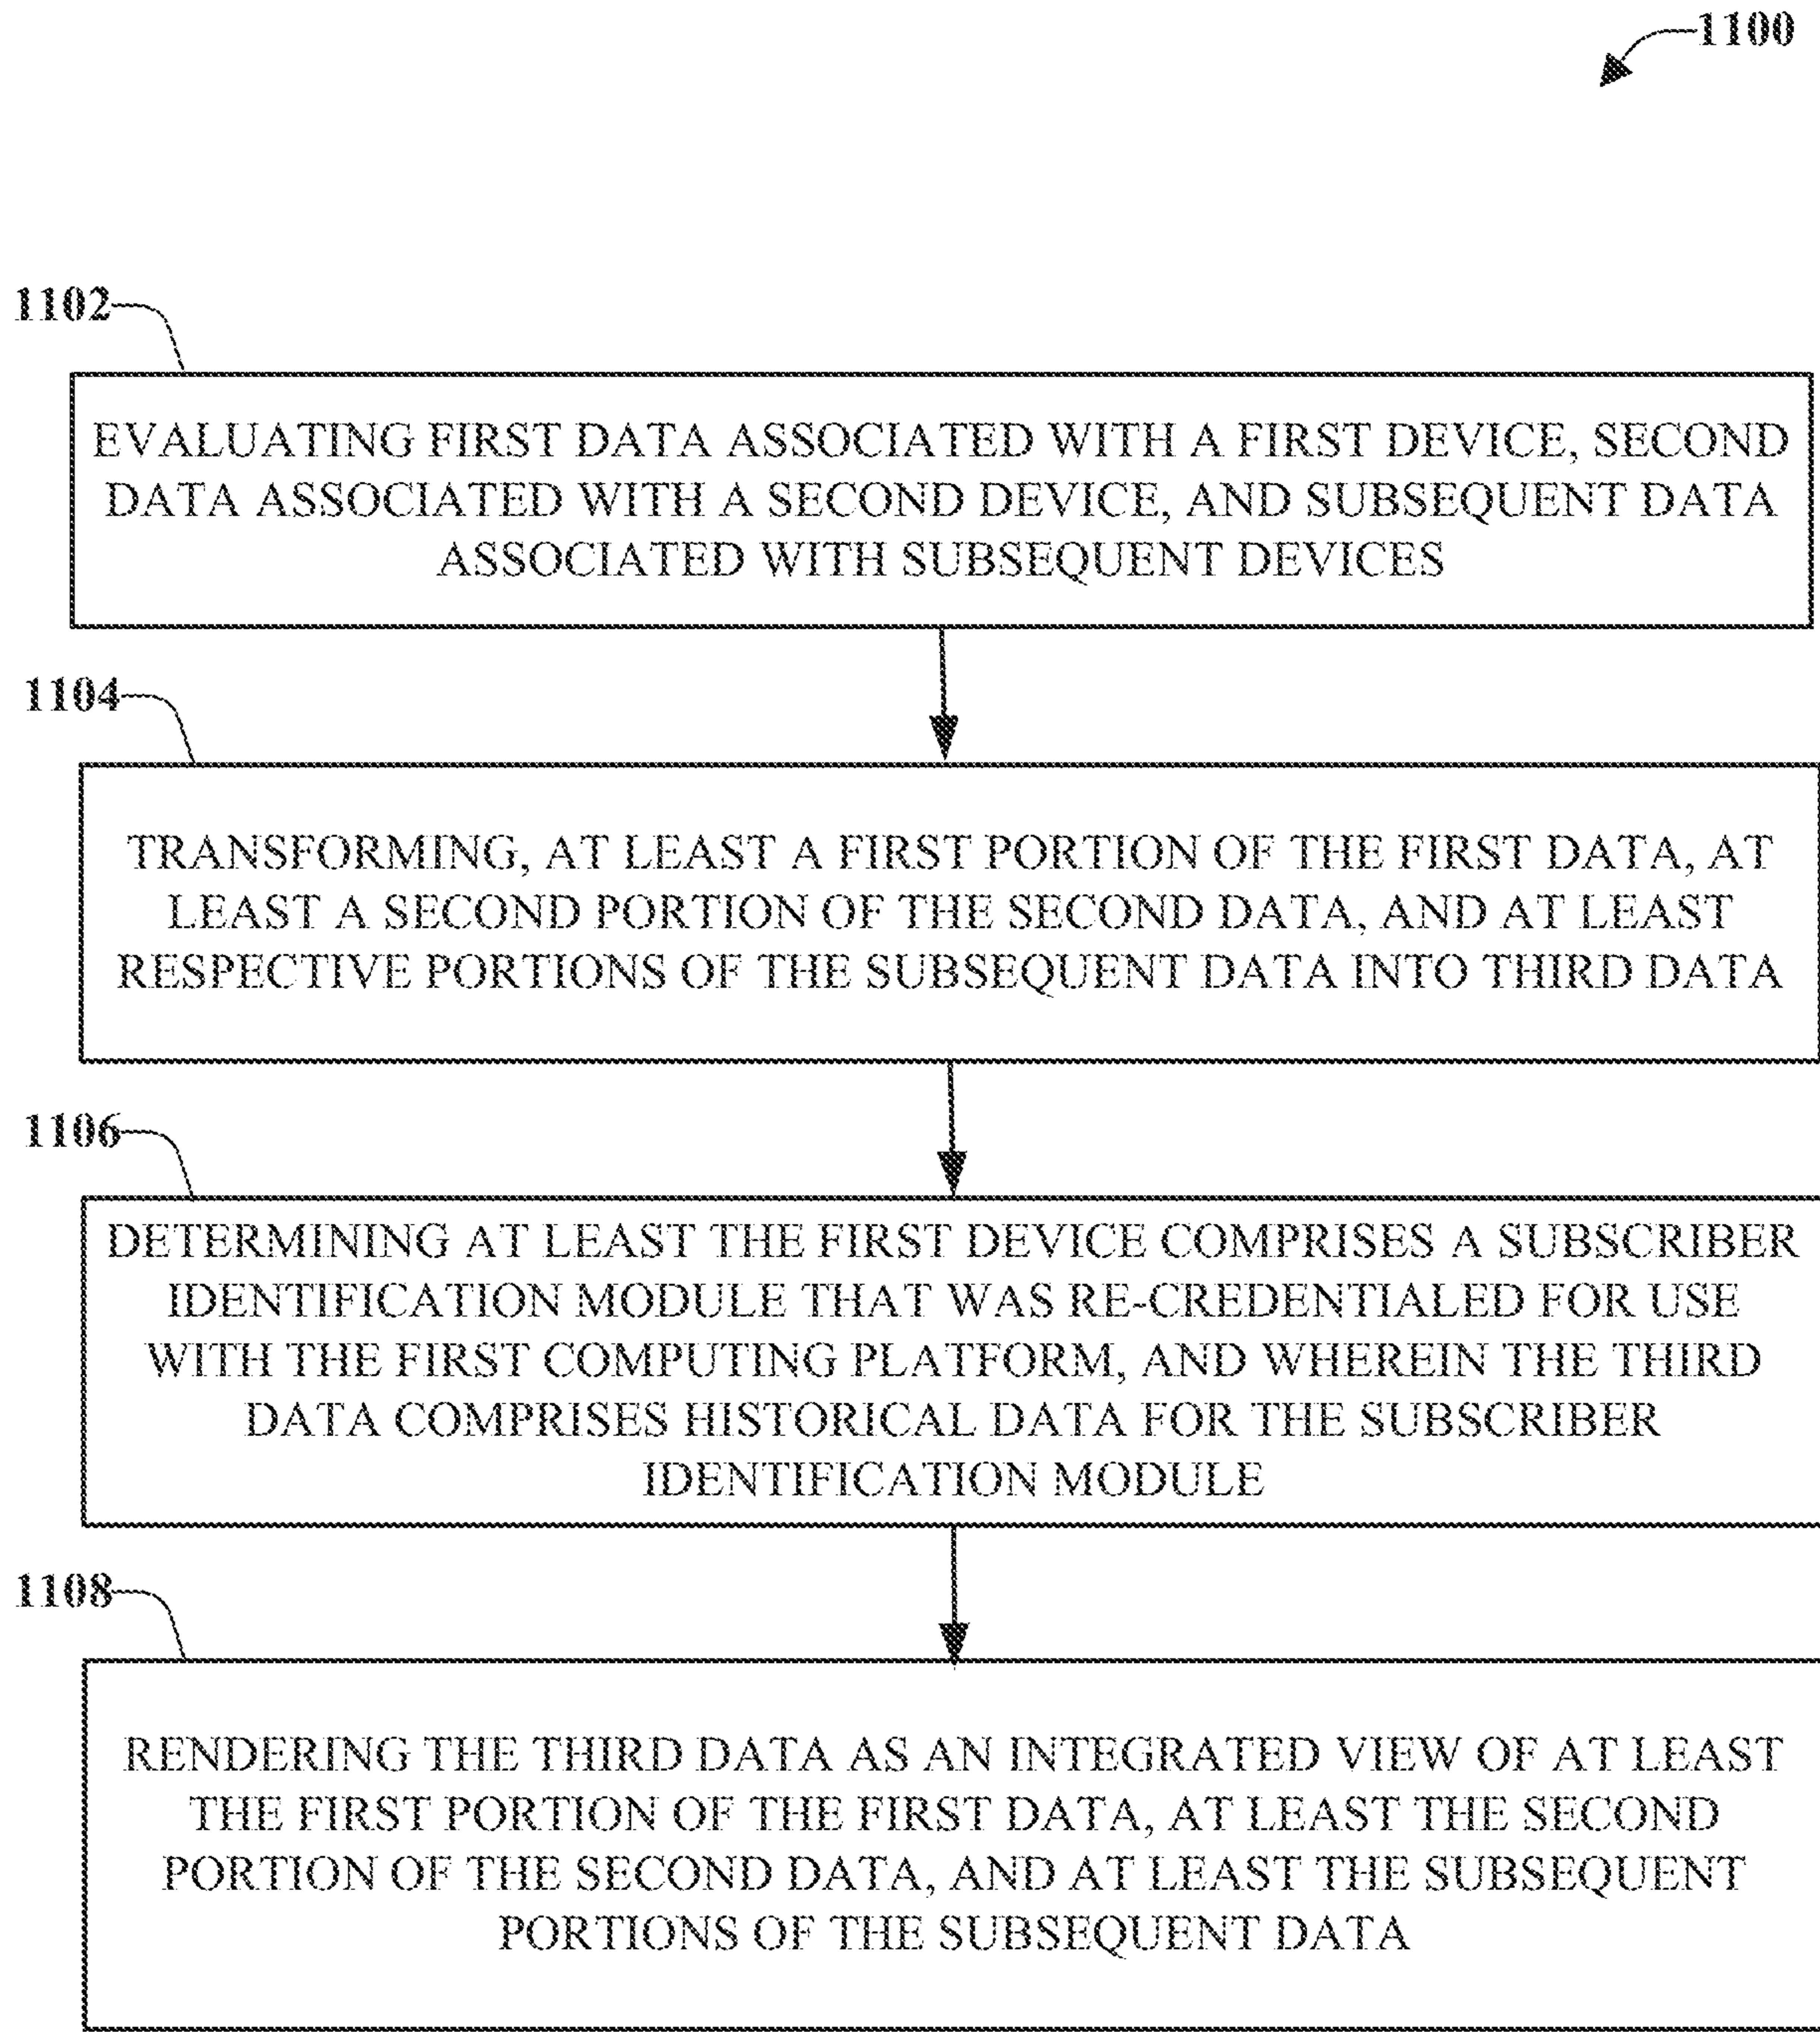 1100
1102
EVALUATING FIRST DATA ASSOCIATED WITH A FIRST DEVICE, SECOND
DATA ASSOCIATED WITH A SECOND DEVICE, AND SUBSEQUENT DATA
ASSOCIATED WITH SUBSEQUENT DEVICES
1104
TRANSFORMING, AT LEAST A FIRST PORTION OF THE FIRST DATA, AT
LEAST A SECOND PORTION OF THE SECOND DATA, AND AT LEAST
RESPECTIVE PORTIONS OF THE SUBSEQUENT DATA INTO THIRD DATA
1106
DETERMINING AT LEAST THE FIRST DEVICE COMPRISES A SUBSCRIBER
IDENTIFICATION MODULE THAT WAS RE-CREDENTIALED FOR USE
WITH THE FIRST COMPUTING PLATFORM, AND WHEREIN THE THIRD
DATA COMPRISES HISTORICAL DATA FOR THE SUBSCRIBER
IDENTIFICATION MODULE
1108
RENDERING THE THIRD DATA AS AN INTEGRATED VIEW OF AT LEAST
THE FIRST PORTION OF THE FIRST DATA, AT LEAST THE SECOND
PORTION OF THE SECOND DATA, AND AT LEAST THE SUBSEQUENT
PORTIONS OF THE SUBSEQUENT DATA